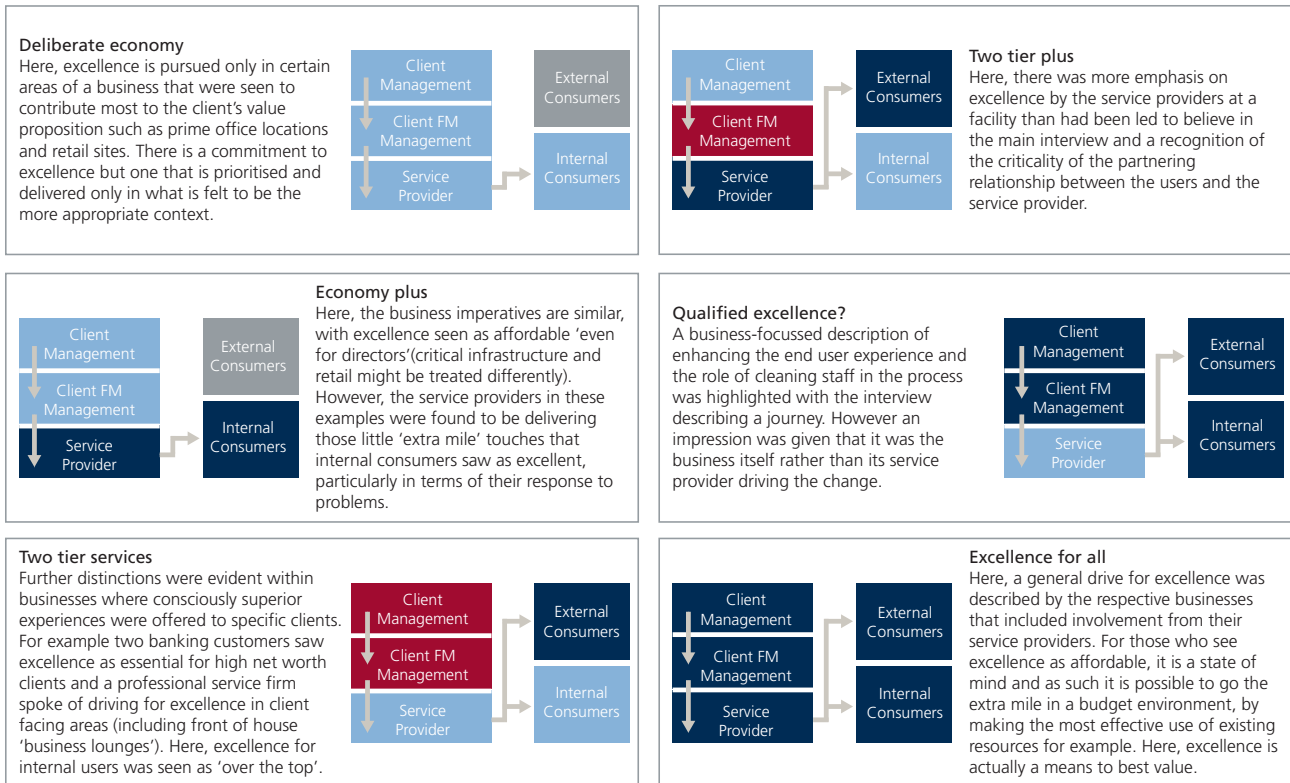 Deliberate economy
Here, excellence is pursued only in certain
areas of a business that were seen to
contribute most to the client’s value
proposition such as prime office locations
and retail sites. There is a commitment to
excellence but one that is prioritised and
delivered only in what is felt to be the
more appropriate context.
Client
Management
Client FM
Management
Service
Provider
External
Consumers
Internal
Consumers
Client
Management
Client FM
Management
Service
Provider
External
Consumers
Internal
Consumers
Two tier plus
Here, there was more emphasis on
excellence by the service providers at a
facility than had been led to believe in
the main interview and a recognition of
the criticality of the partnering
relationship between the users and the
service provider.
Client
Management
Client FM
Management
Service
Provider
External
Consumers
Internal
Consumers
Economy plus
Here, the business imperatives are similar,
with excellence seen as affordable ‘even
for directors’(critical infrastructure and
retail might be treated differently).
However, the service providers in these
examples were found to be delivering
those little ‘extra mile’ touches that
internal consumers saw as excellent,
particularly in terms of their response to
problems.
Qualified excellence?
A business-focussed description of
enhancing the end user experience and
the role of cleaning staff in the process
was highlighted with the interview
describing a journey. However an
impression was given that it was the
business itself rather than its service
provider driving the change.
Client
Management
Client FM
Management
Service
Provider
External
Consumers
Internal
Consumers
Two tier services
Further distinctions were evident within
businesses where consciously superior
experiences were offered to specific clients.
For example two banking customers saw
excellence as essential for high net worth
clients and a professional service firm
spoke of driving for excellence in client
facing areas (including front of house
‘business lounges’). Here, excellence for
internal users was seen as ‘over the top’.
Client
Management
Client FM
Management
Service
Provider
External
Consumers
Internal
Consumers
Client
Management
Client FM
Management
Service
Provider
External
Consumers
Internal
Consumers
Excellence for all
Here, a general drive for excellence was
described by the respective businesses
that included involvement from their
service providers. For those who see
excellence as affordable, it is a state of
mind and as such it is possible to go the
extra mile in a budget environment, by
making the most effective use of existing
resources for example. Here, excellence is
actually a means to best value.